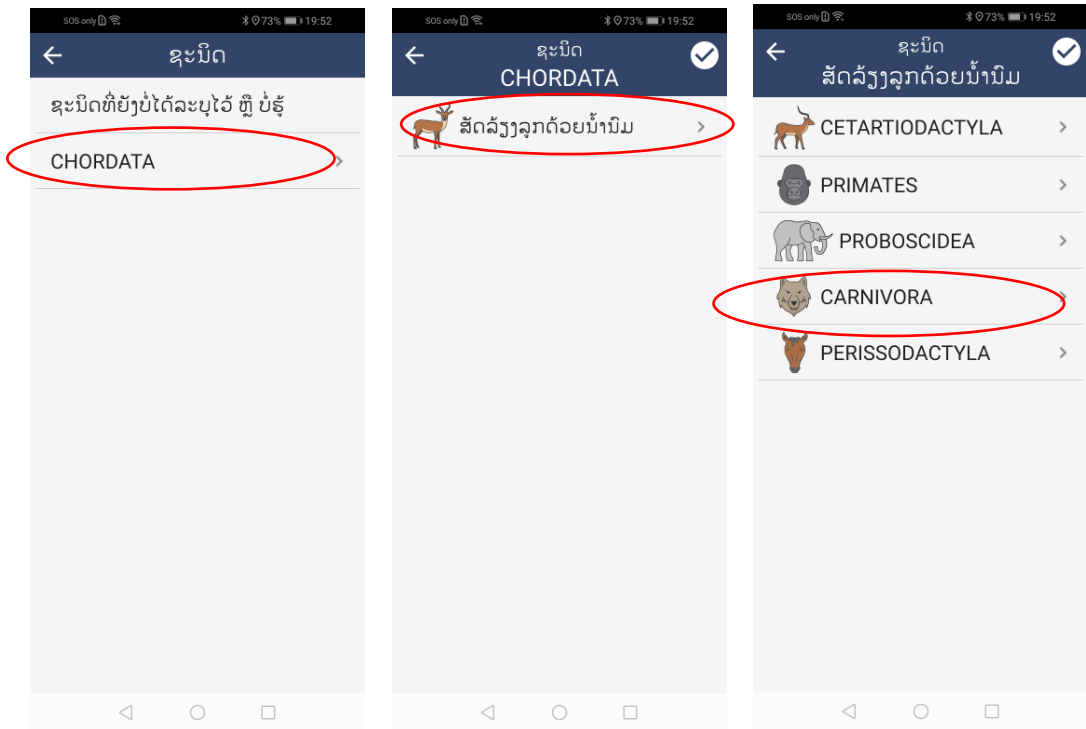 SOS only 73% 19:52
ຊະນິດ
ຊະນິດທີ່ຍັງບໍ່ໄດ້ລະບຸໄວ້ ຫຼື ບໍ່ຮູ້
CHORDATA
SOS only 73% 19:52
ຊະນິດ
CHORDATA
ສັດລ້ຽງລູກດ້ວຍນ້ຳນົມ
SOS only 73% 19:52
ຊະນິດ
ສັດລ້ຽງລູກດ້ວຍນ້ຳນົມ
CETARTIODACTYLA
PRIMATES
PROBOSCIDEA
CARNIVORA
PERISSODACTYLA